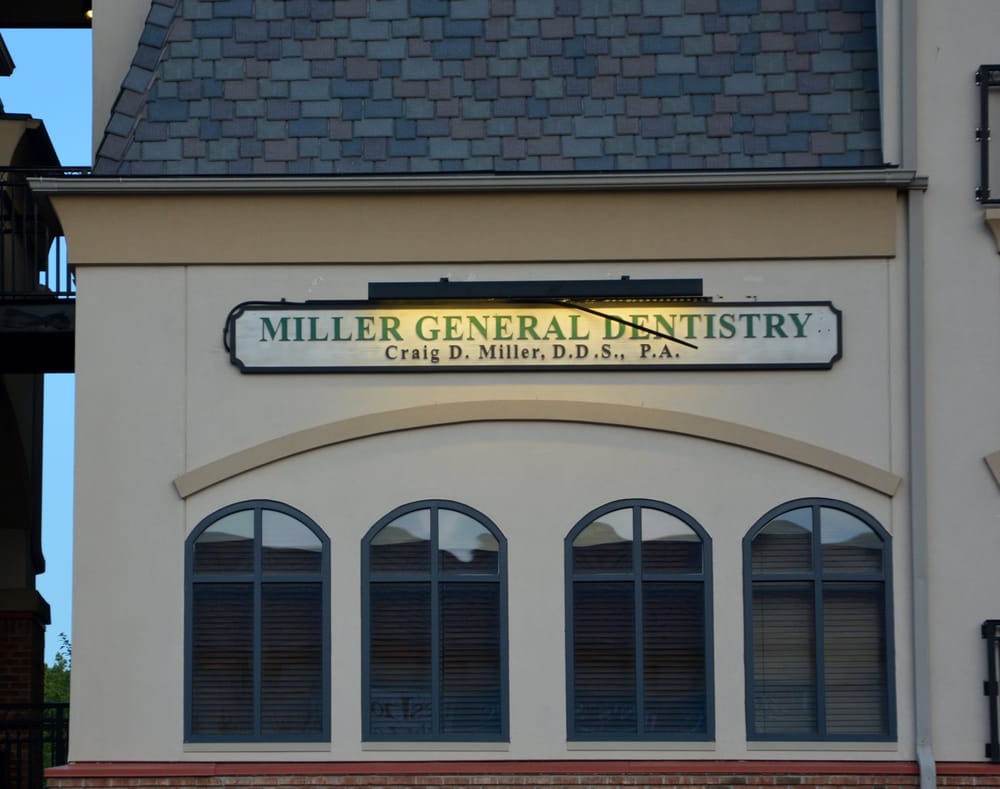 MILLER GENERAL DENTISTRY
Craig D. Miller, D.D.S., P.A.